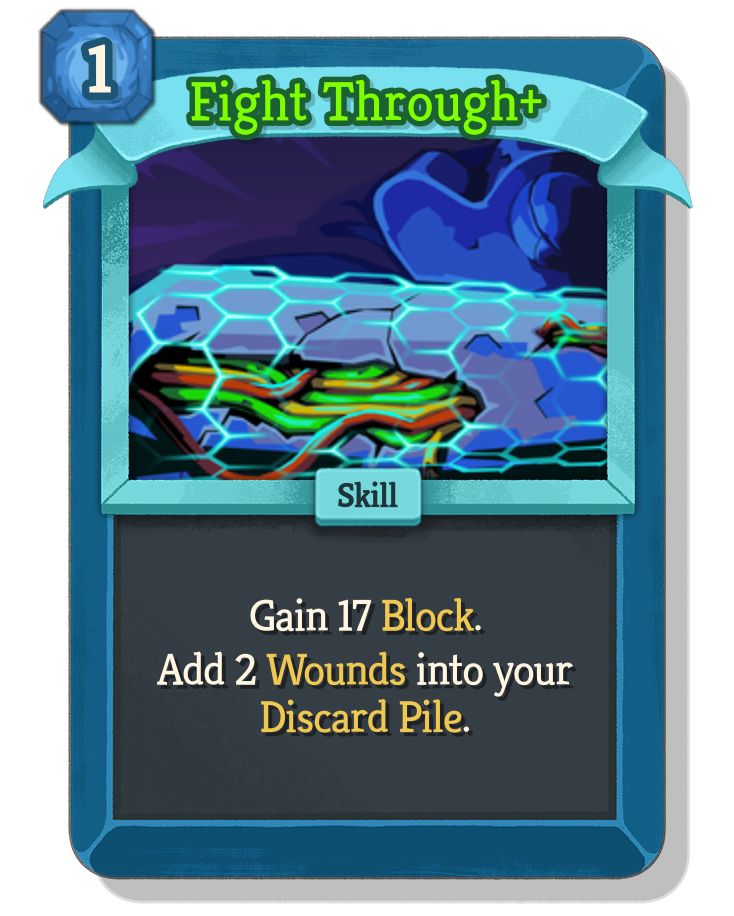 1
Fight Through+
Skill
Gain 17 Block.
Add 2 Wounds into your
Discard Pile.